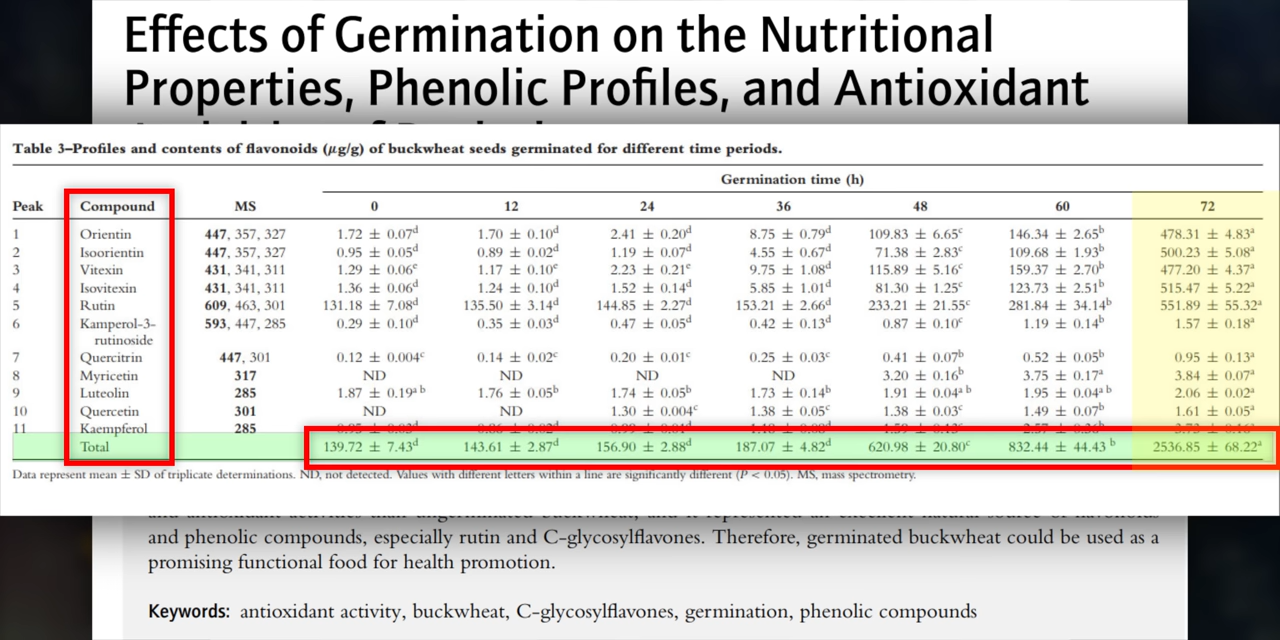 Effects of Germination on the Nutritional
Properties, Phenolic Profiles, and Antioxidant
Table 3–Profiles and contents of flavonoids (μg/g) of buckwheat seeds germinated for different time periods.
Germination time (h)
Peak Compound MS 0 12 24 36 48 60 72
1 Orientin 447, 357, 327 1.72 ± 0.07d 1.70 ± 0.10d 2.41 ± 0.20d 8.75 ± 0.79d 109.83 ± 6.65c 146.34 ± 2.65b 478.31 ± 4.83a
2 Isoorientin 447, 357, 327 0.95 ± 0.05d 0.89 ± 0.02d 1.19 ± 0.07d 4.55 ± 0.67d 71.38 ± 2.83c 109.68 ± 1.93b 500.23 ± 5.08a
3 Vitexin 431, 341, 311 1.29 ± 0.06e 1.17 ± 0.10e 2.23 ± 0.21e 9.75 ± 1.08d 115.89 ± 5.16c 159.37 ± 2.70b 477.20 ± 4.37a
4 Isovitexin 431, 341, 311 1.36 ± 0.06d 1.24 ± 0.10d 1.52 ± 0.14d 5.85 ± 1.01d 81.30 ± 1.25c 123.73 ± 2.51b 515.47 ± 5.22a
5 Rutin 609, 463, 301 131.18 ± 7.08d 135.50 ± 3.14d 144.85 ± 2.27d 153.21 ± 2.66d 233.21 ± 21.55c 281.84 ± 34.14b 551.89 ± 55.32a
6 Kamperol-3- 593, 447, 285 0.29 ± 0.10d 0.35 ± 0.03d 0.47 ± 0.05d 0.42 ± 0.13d 0.87 ± 0.10c 1.19 ± 0.14b 1.57 ± 0.18a
rutinoside
7 Quercitrin 447, 301 0.12 ± 0.004c 0.14 ± 0.02c 0.20 ± 0.01c 0.25 ± 0.03c 0.41 ± 0.07b 0.52 ± 0.05b 0.95 ± 0.13a
8 Myricetin 317 ND ND ND ND 3.20 ± 0.16b 3.75 ± 0.17a 3.84 ± 0.07a
9 Luteolin 285 1.87 ± 0.19a b 1.76 ± 0.05b 1.74 ± 0.05b 1.73 ± 0.14b 1.91 ± 0.04a b 1.95 ± 0.04a b 2.06 ± 0.02a
10 Quercetin 301 ND ND 1.30 ± 0.004c 1.38 ± 0.05c 1.38 ± 0.03c 1.49 ± 0.07b 1.61 ± 0.05a
11 Kaempferol 285
Total 139.72 ± 7.43d 143.61 ± 2.87d 156.90 ± 2.88d 187.07 ± 4.82d 620.98 ± 20.80c 832.44 ± 44.43 b 2536.85 ± 68.22a
Data represent mean ± SD of triplicate determinations. ND, not detected. Values with different letters within a line are significantly different (P < 0.05). MS, mass spectrometry.
and phenolic compounds, especially rutin and C-glycosylflavones. Therefore, germinated buckwheat could be used as a
promising functional food for health promotion.
Keywords: antioxidant activity, buckwheat, C-glycosylflavones, germination, phenolic compounds